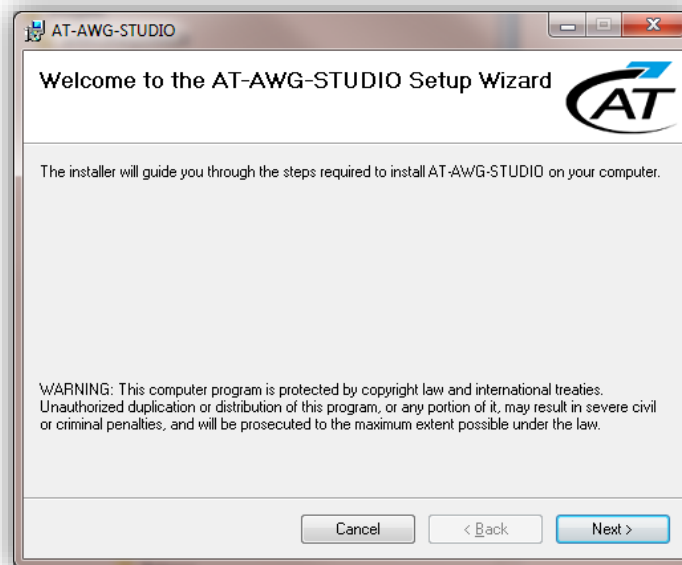 AT-AWG-STUDIO
Welcome to the AT-AWG-STUDIO Setup Wizard
AT
The installer will guide you through the steps required to install AT-AWG-STUDIO on your computer.
WARNING: This computer program is protected by copyright law and international treaties.
Unauthorized duplication or distribution of this program, or any portion of it, may result in severe civil
or criminal penalties, and will be prosecuted to the maximum extent possible under the law.
Cancel
< Back
Next >